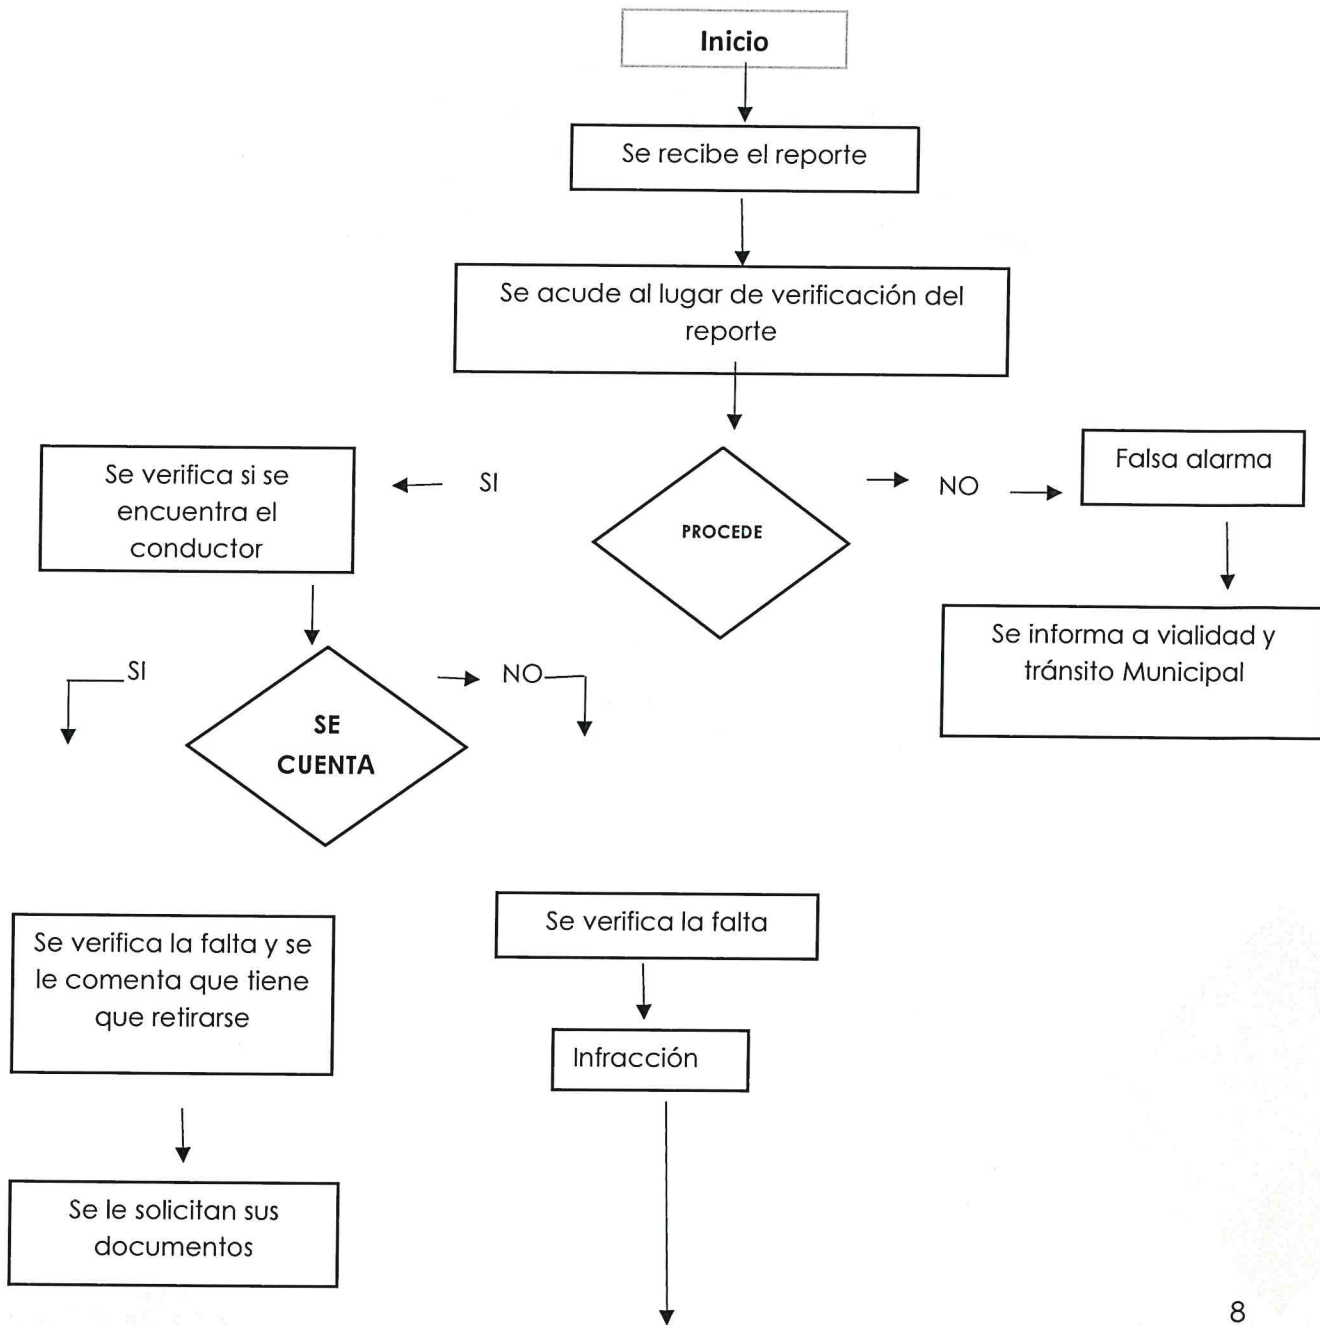 Inicio
Se recibe el reporte
Se acude al lugar de verificación del
reporte
Se verifica si se
encuentra el
conductor
SI
PROCEDE
NO
Falsa alarma
Se informa a vialidad y
tránsito Municipal
SI
SE
CUENTA
NO
Se verifica la falta y se
le comenta que tiene
que retirarse
Se verifica la falta
Infracción
Se le solicitan sus
documentos
8